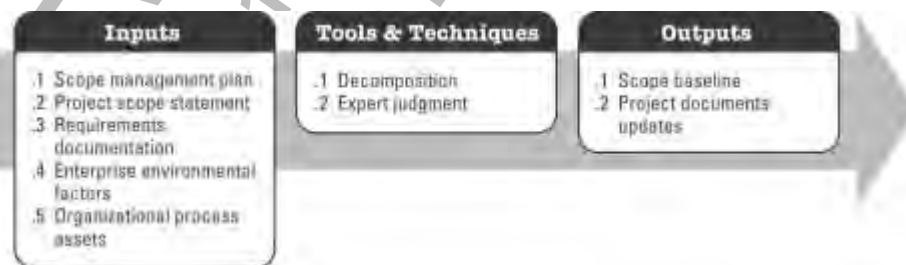 Inputs
.1 Scope management plan
.2 Project scope statement
.3 Requirements
documentation
.4 Enterprise environmental
factors
.5 Organizational process
assets
Tools & Techniques
.1 Decomposition
.2 Expert judgment
Outputs
.1 Scope baseline
.2 Project documents
updates